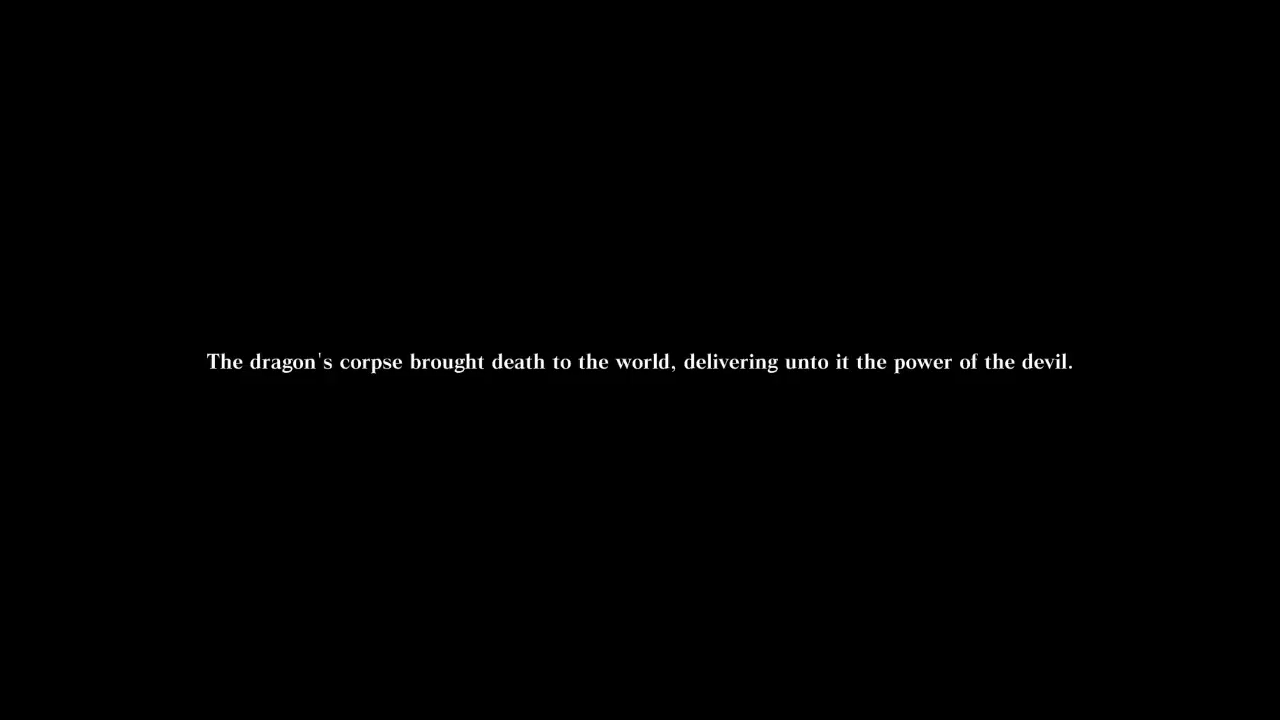 The dragon's corpse brought death to the world, delivering unto it the power of the devil.